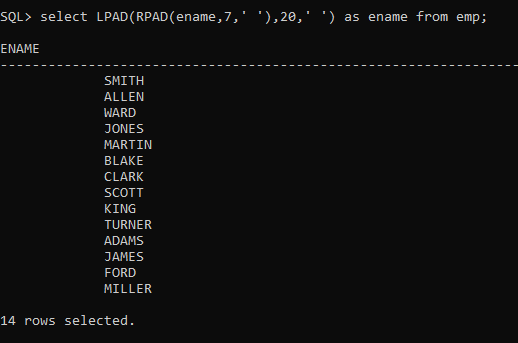 SQL> select LPAD(RPAD(ename,7,' '),20,' ') as ename from emp;
ENAME
--------------------------------------------------------------------------------
SMITH
ALLEN
WARD
JONES
MARTIN
BLAKE
CLARK
SCOTT
KING
TURNER
ADAMS
JAMES
FORD
MILLER
14 rows selected.